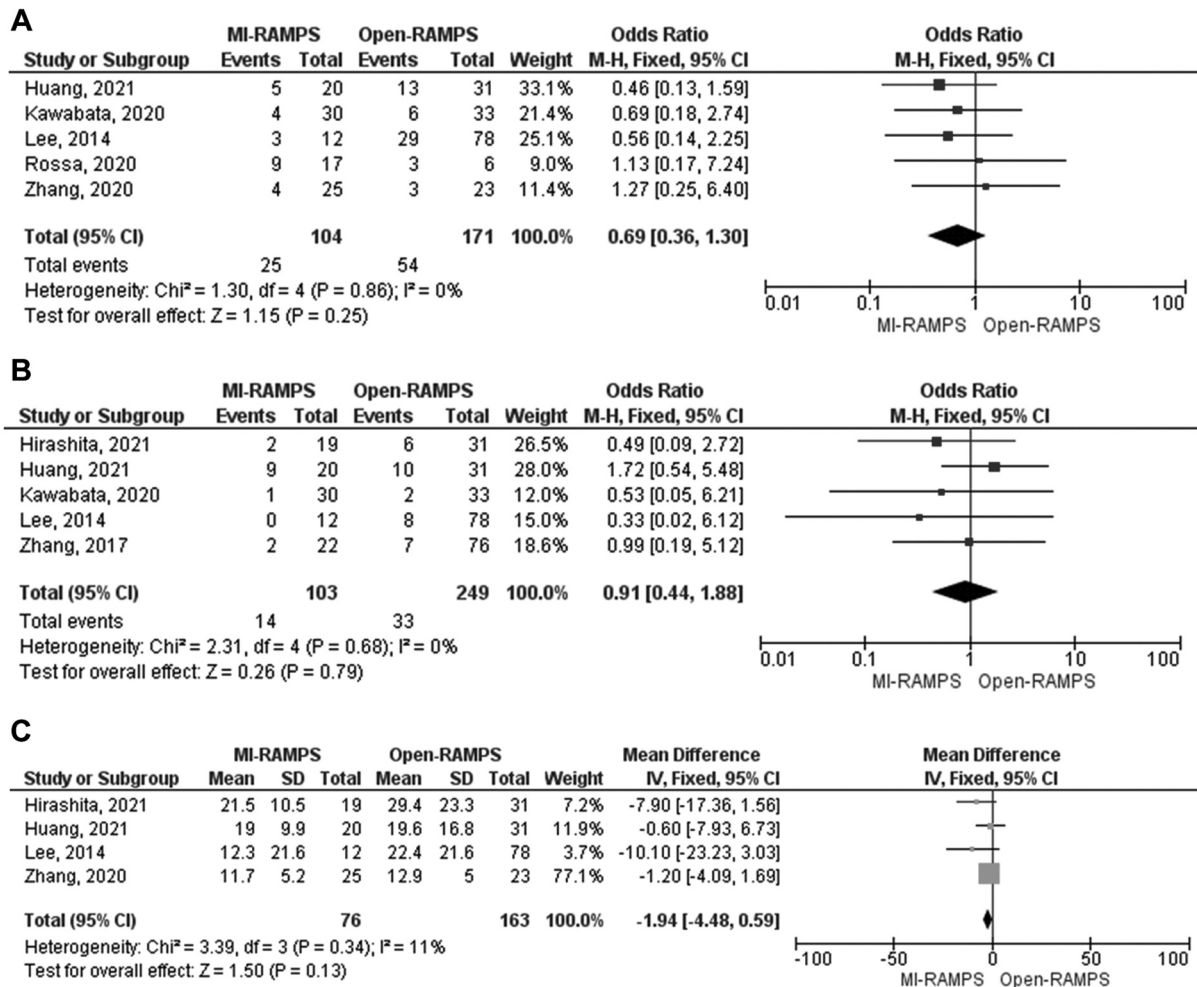 A
MI-RAMPS Open-RAMPS Odds Ratio Odds Ratio
Study or Subgroup Events Total Events Total Weight M-H, Fixed, 95% CI M-H, Fixed, 95% CI
Huang, 2021 5 20 13 31 33.1% 0.46 [0.13, 1.59]
Kawabata, 2020 4 30 6 33 21.4% 0.69 [0.18, 2.74]
Lee, 2014 3 12 29 78 25.1% 0.56 [0.14, 2.25]
Rossa, 2020 9 17 3 6 9.0% 1.13 [0.17, 7.24]
Zhang, 2020 4 25 3 23 11.4% 1.27 [0.25, 6.40]
Total (95% CI) 104 171 100.0% 0.69 [0.36, 1.30]
Total events 25 54
Heterogeneity: Chi² = 1.30, df = 4 (P = 0.86); I² = 0%
Test for overall effect: Z = 1.15 (P = 0.25)
0.01 0.1 1 10 100
MI-RAMPS Open-RAMPS
B
MI-RAMPS Open-RAMPS Odds Ratio Odds Ratio
Study or Subgroup Events Total Events Total Weight M-H, Fixed, 95% CI M-H, Fixed, 95% CI
Hirashita, 2021 2 19 6 31 26.5% 0.49 [0.09, 2.72]
Huang, 2021 9 20 10 31 28.0% 1.72 [0.54, 5.48]
Kawabata, 2020 1 30 2 33 12.0% 0.53 [0.05, 6.21]
Lee, 2014 0 12 8 78 15.0% 0.33 [0.02, 6.12]
Zhang, 2017 2 22 7 76 18.6% 0.99 [0.19, 5.12]
Total (95% CI) 103 249 100.0% 0.91 [0.44, 1.88]
Total events 14 33
Heterogeneity: Chi² = 2.31, df = 4 (P = 0.68); I² = 0%
Test for overall effect: Z = 0.26 (P = 0.79)
0.01 0.1 1 10 100
MI-RAMPS Open-RAMPS
C
MI-RAMPS Open-RAMPS Mean Difference Mean Difference
Study or Subgroup Mean SD Total Mean SD Total Weight IV, Fixed, 95% CI IV, Fixed, 95% CI
Hirashita, 2021 21.5 10.5 19 29.4 23.3 31 7.2% -7.90 [-17.36, 1.56]
Huang, 2021 19 9.9 20 19.6 16.8 31 11.9% -0.60 [-7.93, 6.73]
Lee, 2014 12.3 21.6 12 22.4 21.6 78 3.7% -10.10 [-23.23, 3.03]
Zhang, 2020 11.7 5.2 25 12.9 5 23 77.1% -1.20 [-4.09, 1.69]
Total (95% CI) 76 163 100.0% -1.94 [-4.48, 0.59]
Heterogeneity: Chi² = 3.39, df = 3 (P = 0.34); I² = 11%
Test for overall effect: Z = 1.50 (P = 0.13)
-100 -50 0 50 100
MI-RAMPS Open-RAMPS